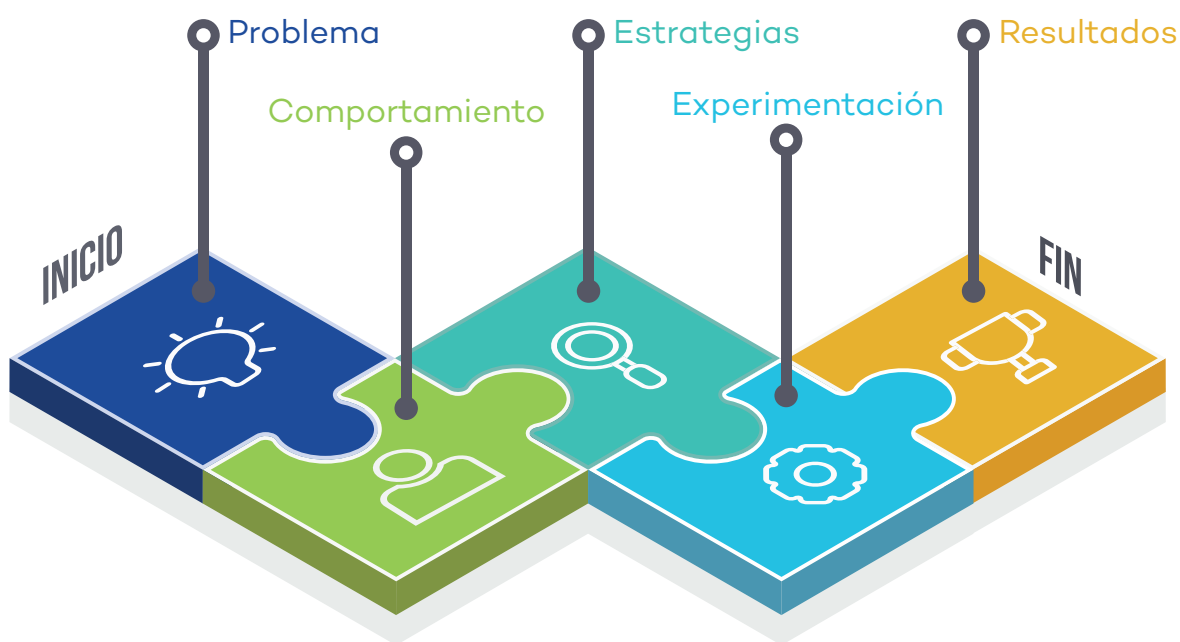 Problema
Estrategias
Resultados
Comportamiento
Experimentación
INICIO
FIN